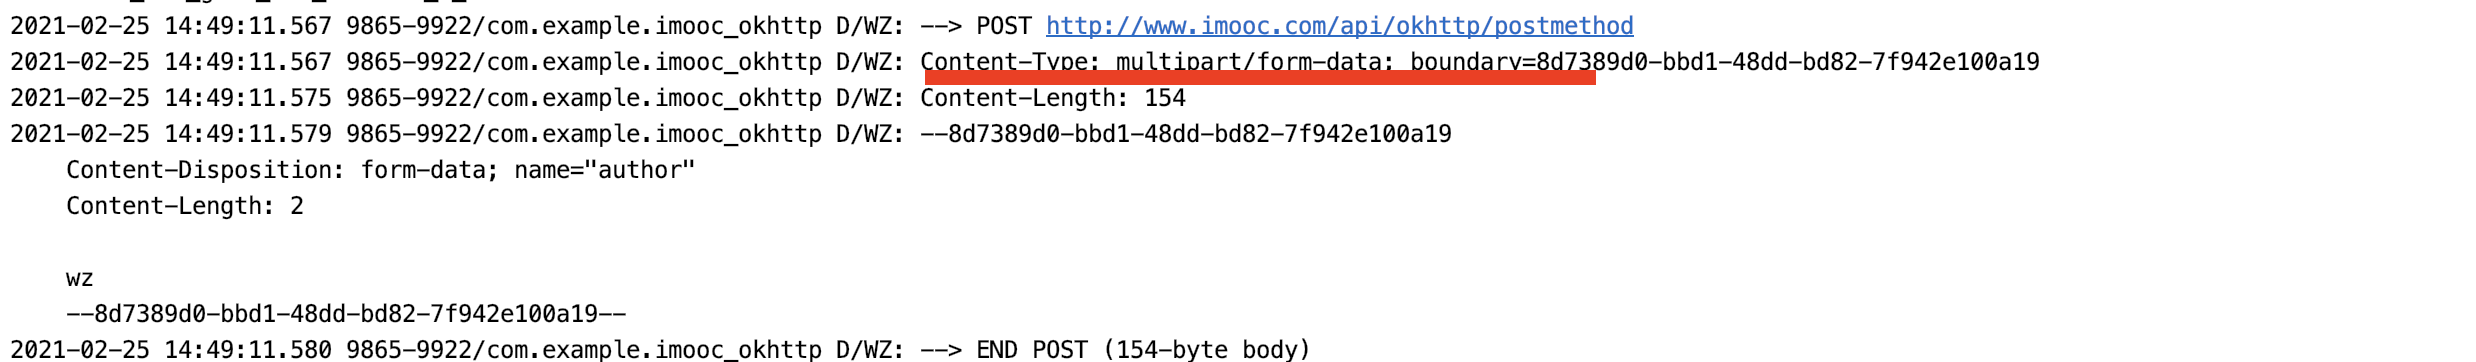 2021-02-25 14:49:11.567 9865-9922/com.example.imooc_okhttp D/WZ: --> POST http://www.imooc.com/api/okhttp/postmethod
2021-02-25 14:49:11.567 9865-9922/com.example.imooc_okhttp D/WZ: Content-Type: multipart/form-data; boundary=8d7389d0-bbd1-48dd-bd82-7f942e100a19
2021-02-25 14:49:11.575 9865-9922/com.example.imooc_okhttp D/WZ: Content-Length: 154
2021-02-25 14:49:11.579 9865-9922/com.example.imooc_okhttp D/WZ: --8d7389d0-bbd1-48dd-bd82-7f942e100a19
Content-Disposition: form-data; name="author"
Content-Length: 2
wz
--8d7389d0-bbd1-48dd-bd82-7f942e100a19--
2021-02-25 14:49:11.580 9865-9922/com.example.imooc_okhttp D/WZ: --> END POST (154-byte body)